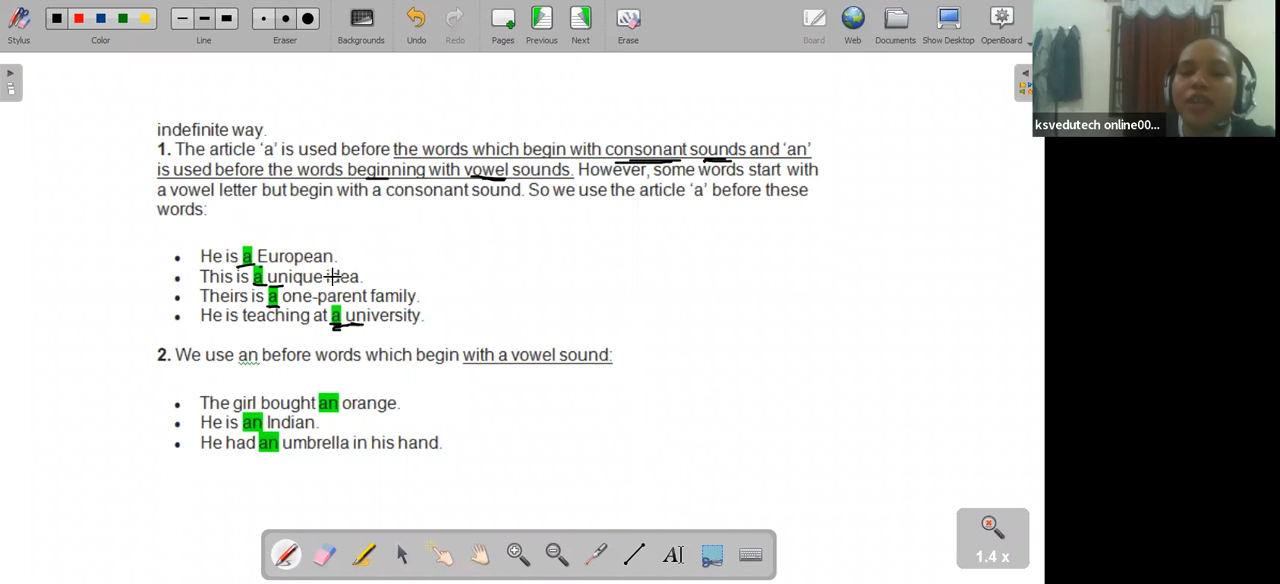 Stylus
Color
Line
Eraser
Backgrounds
Undo
Redo
Pages
Previous
Next
Erase
Board
Web
Documents
Show Desktop
OpenBoard
ksvedutech online00...
indefinite way.
1. The article ‘a’ is used before the words which begin with consonant sounds and ‘an’
is used before the words beginning with vowel sounds. However, some words start with
a vowel letter but begin with a consonant sound. So we use the article ‘a’ before these
words:
• He is a European.
• This is a unique
• Theirs is a one-parent family.
• He is teaching at a university.
2. We use an before words which begin with a vowel sound:
• The girl bought an orange.
• He is an Indian.
• He had an umbrella in his hand.
AI
1.4 x